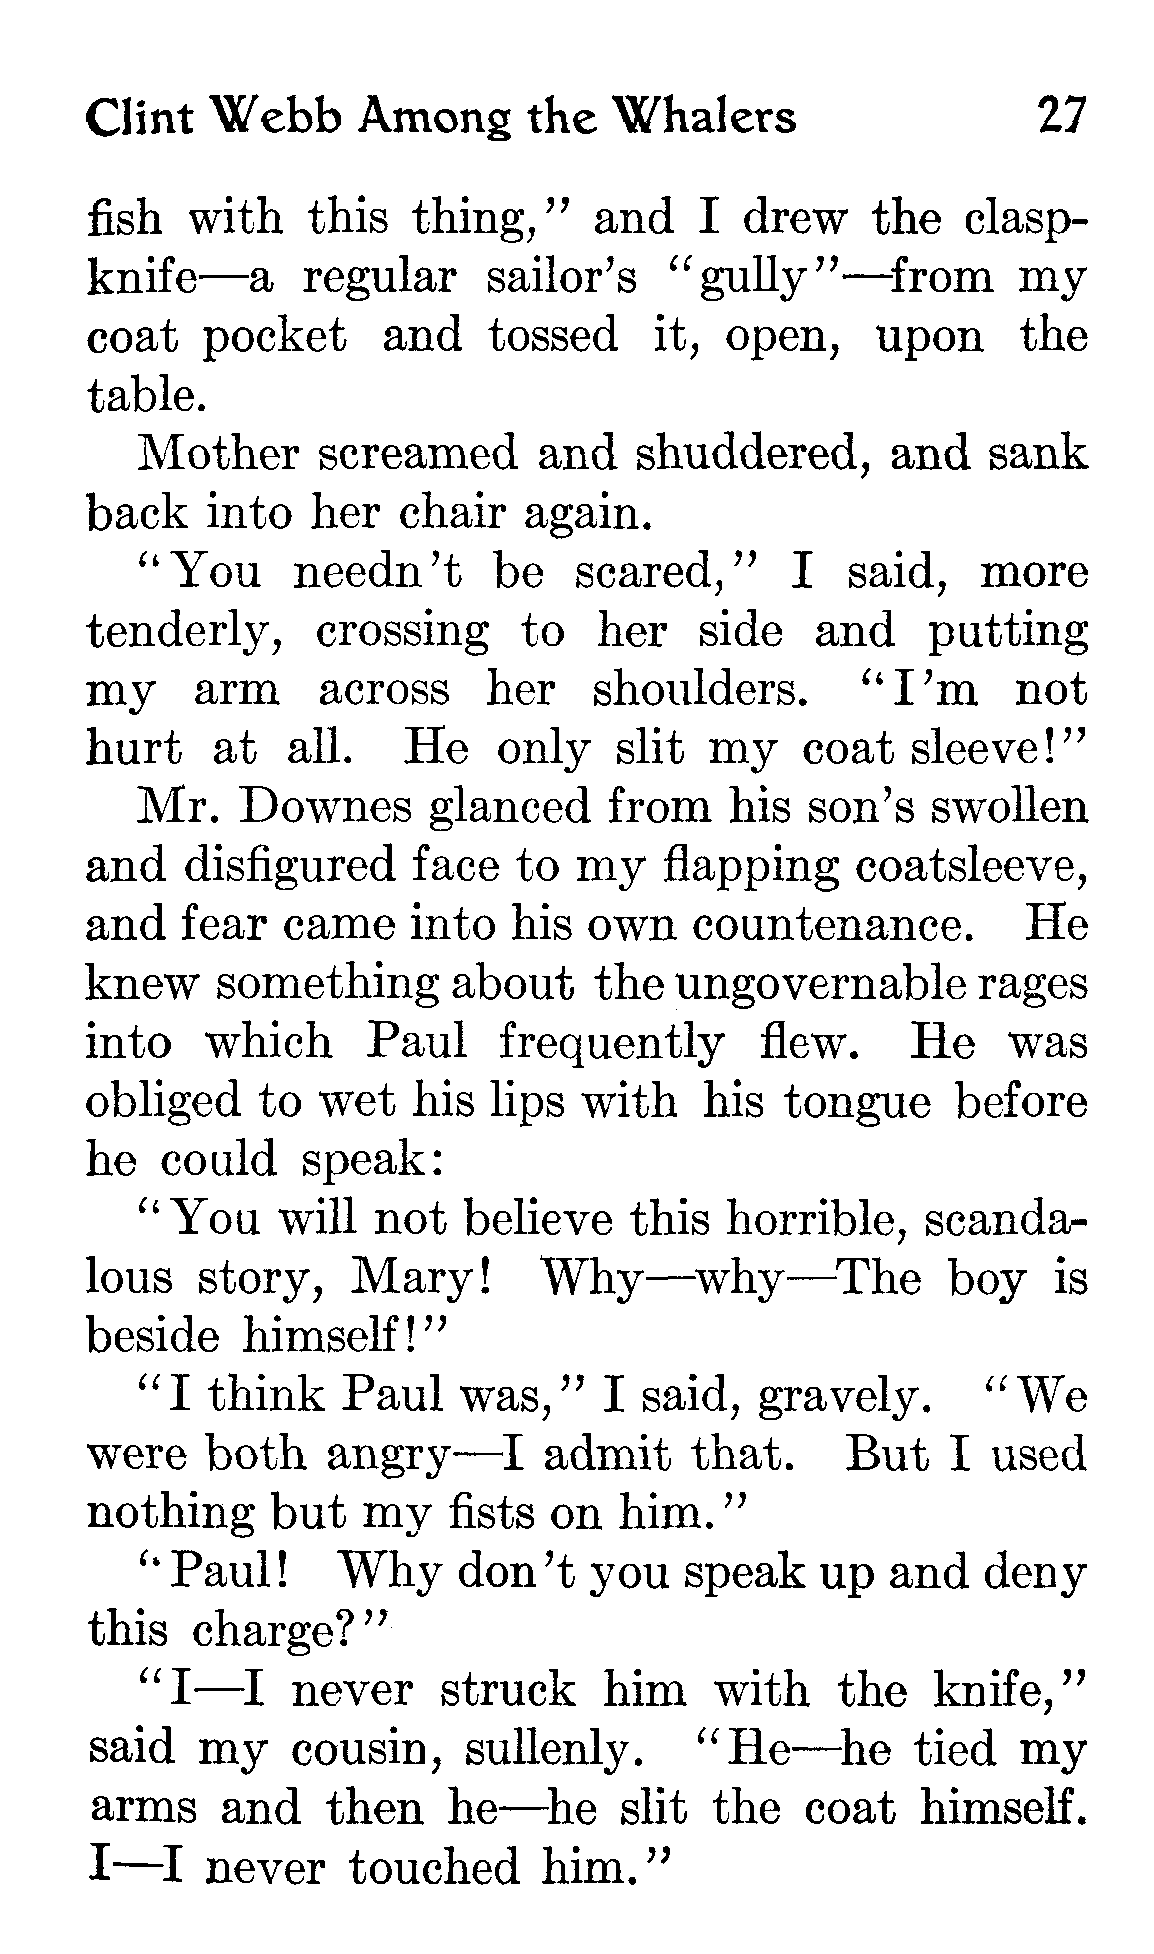 Clint Webb Among the Whalers 27
fish with this thing," and I drew the clasp-
knife—a regular sailor's "gully"—from my
coat pocket and tossed it, open, upon the
table.
Mother screamed and shuddered, and sank
back into her chair again.
"You needn't be scared," I said, more
tenderly, crossing to her side and putting
my arm across her shoulders. "I'm not
hurt at all. He only slit my coat sleeve!"
Mr. Downes glanced from his son's swollen
and disfigured face to my flapping coatsleeve,
and fear came into his own countenance. He
knew something about the ungovernable rages
into which Paul frequently flew. He was
obliged to wet his lips with his tongue before
he could speak:
"You will not believe this horrible, scanda-
lous story, Mary! Why—why—The boy is
beside himself!"
"I think Paul was," I said, gravely. "We
were both angry—I admit that. But I used
nothing but my fists on him."
"Paul! Why don't you speak up and deny
this charge?"
"I—I never struck him with the knife,"
said my cousin, sullenly. "He—he tied my
arms and then he—he slit the coat himself.
I—I never touched him."